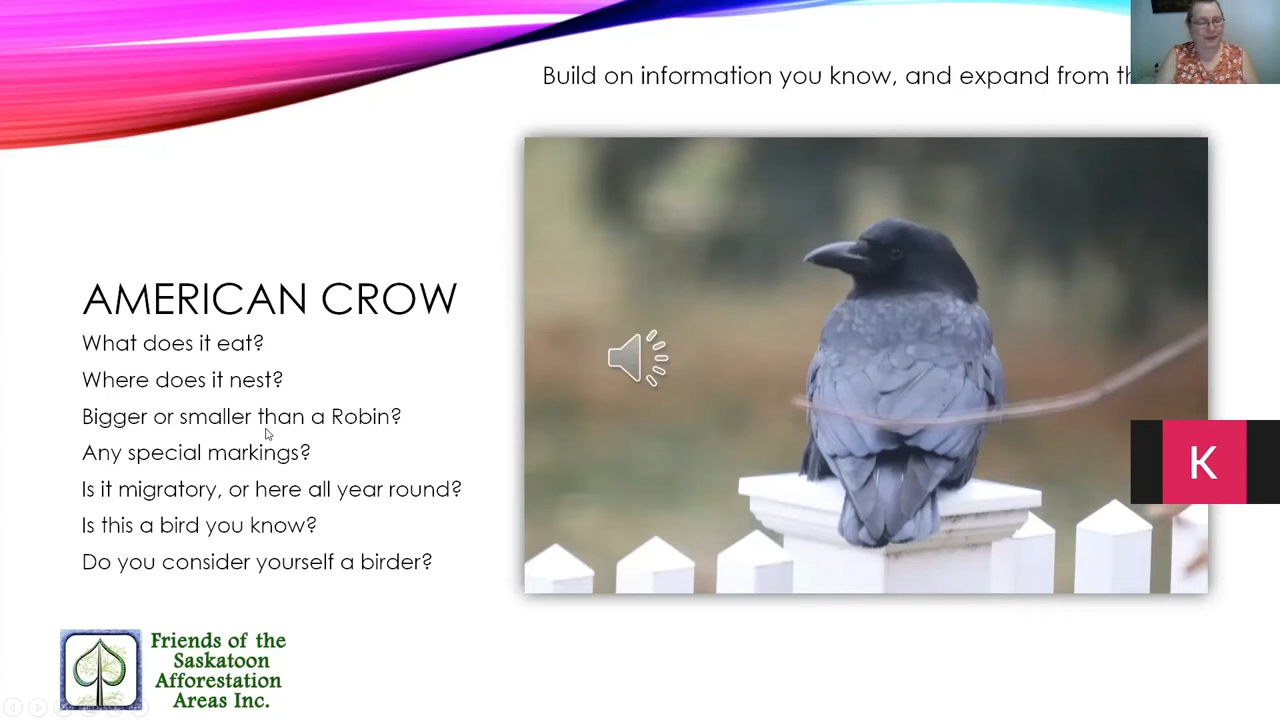 Build on information you know, and expand from
AMERICAN CROW
What does it eat?
Where does it nest?
Bigger or smaller than a Robin?
Any special markings?
Is it migratory, or here all year round?
Is this a bird you know?
Do you consider yourself a birder?
K
Friends of the
Saskatoon
Afforestation
Areas Inc.